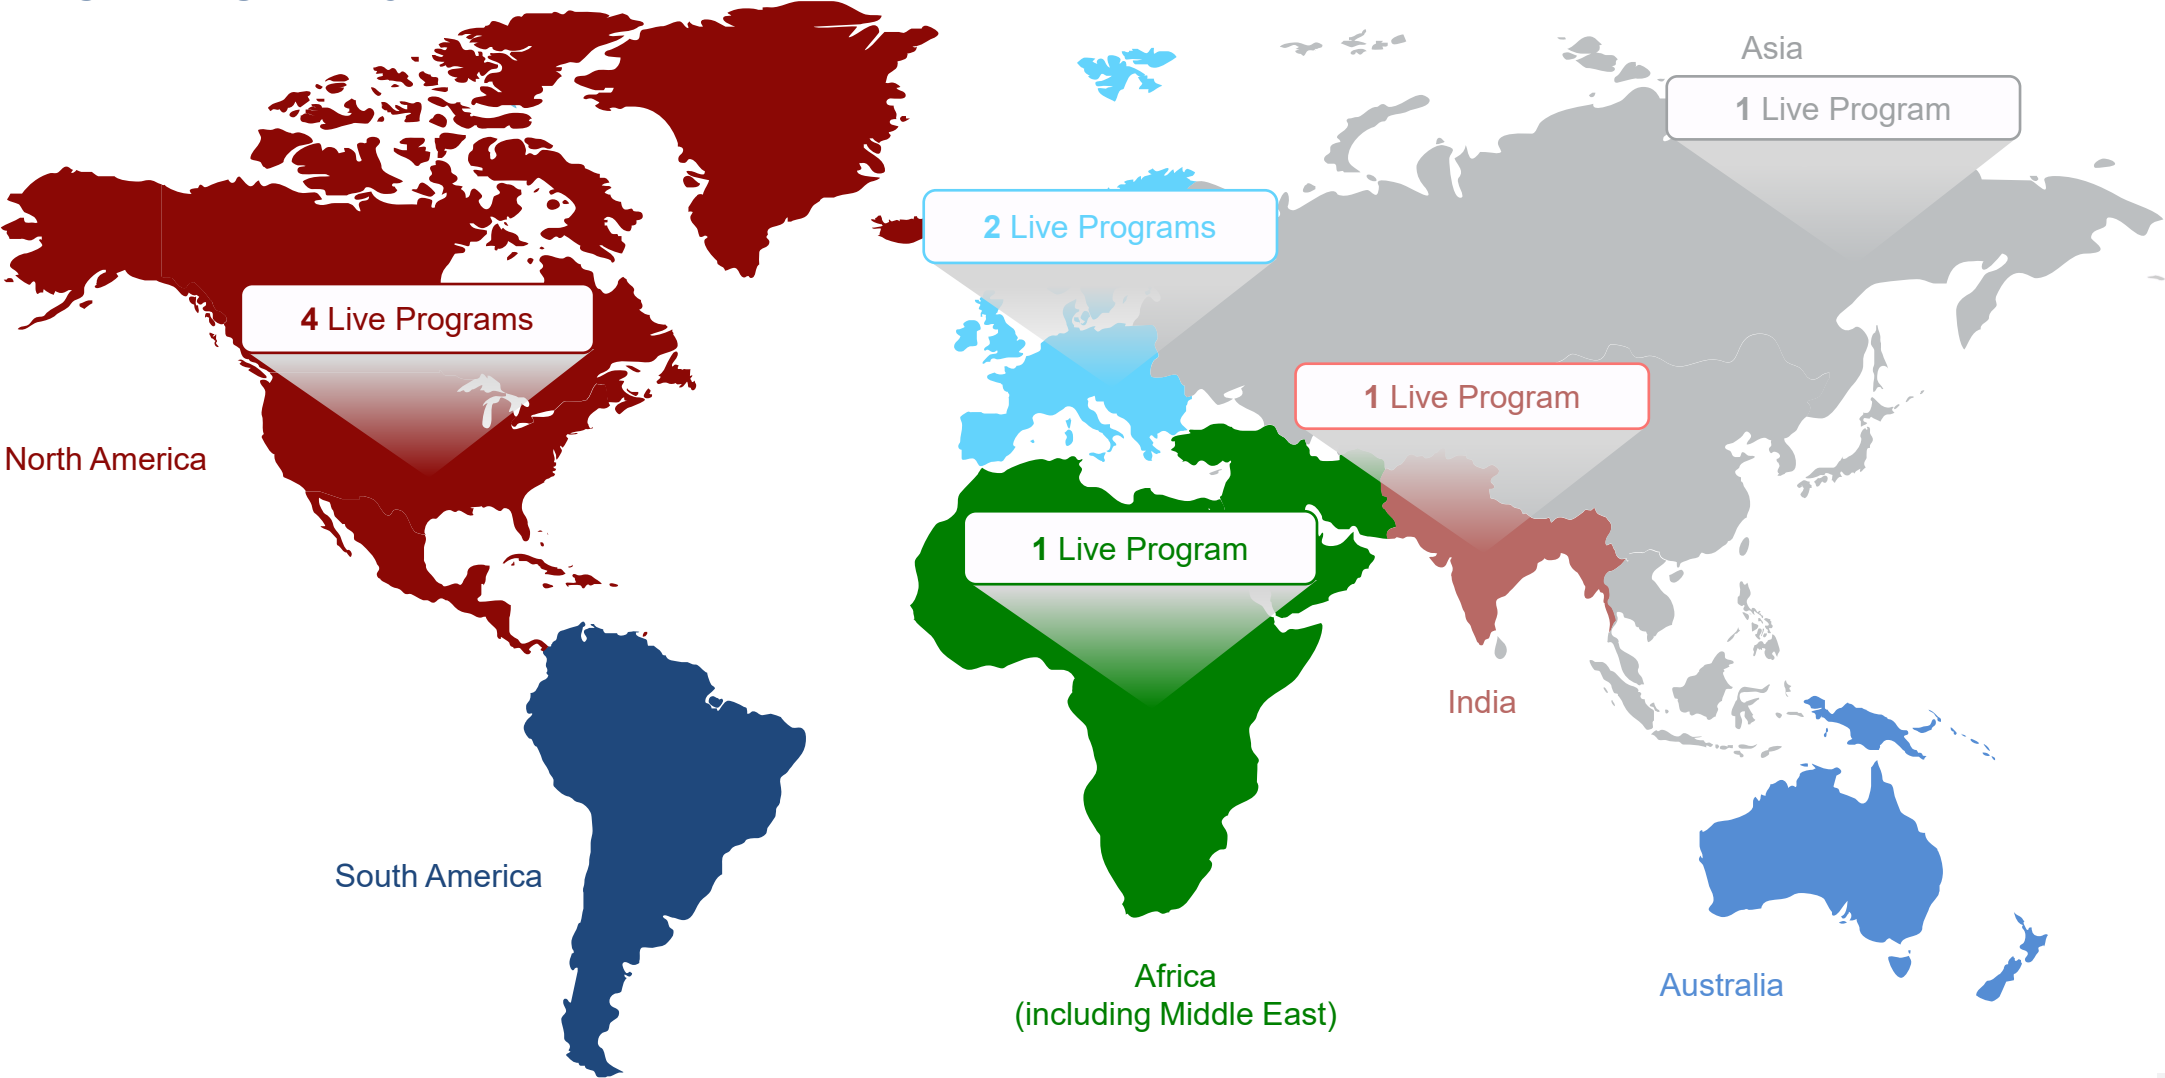 Asia
1 Live Program
2 Live Programs
4 Live Programs
1 Live Program
North America
1 Live Program
India
South America
Africa
(including Middle East)
Australia